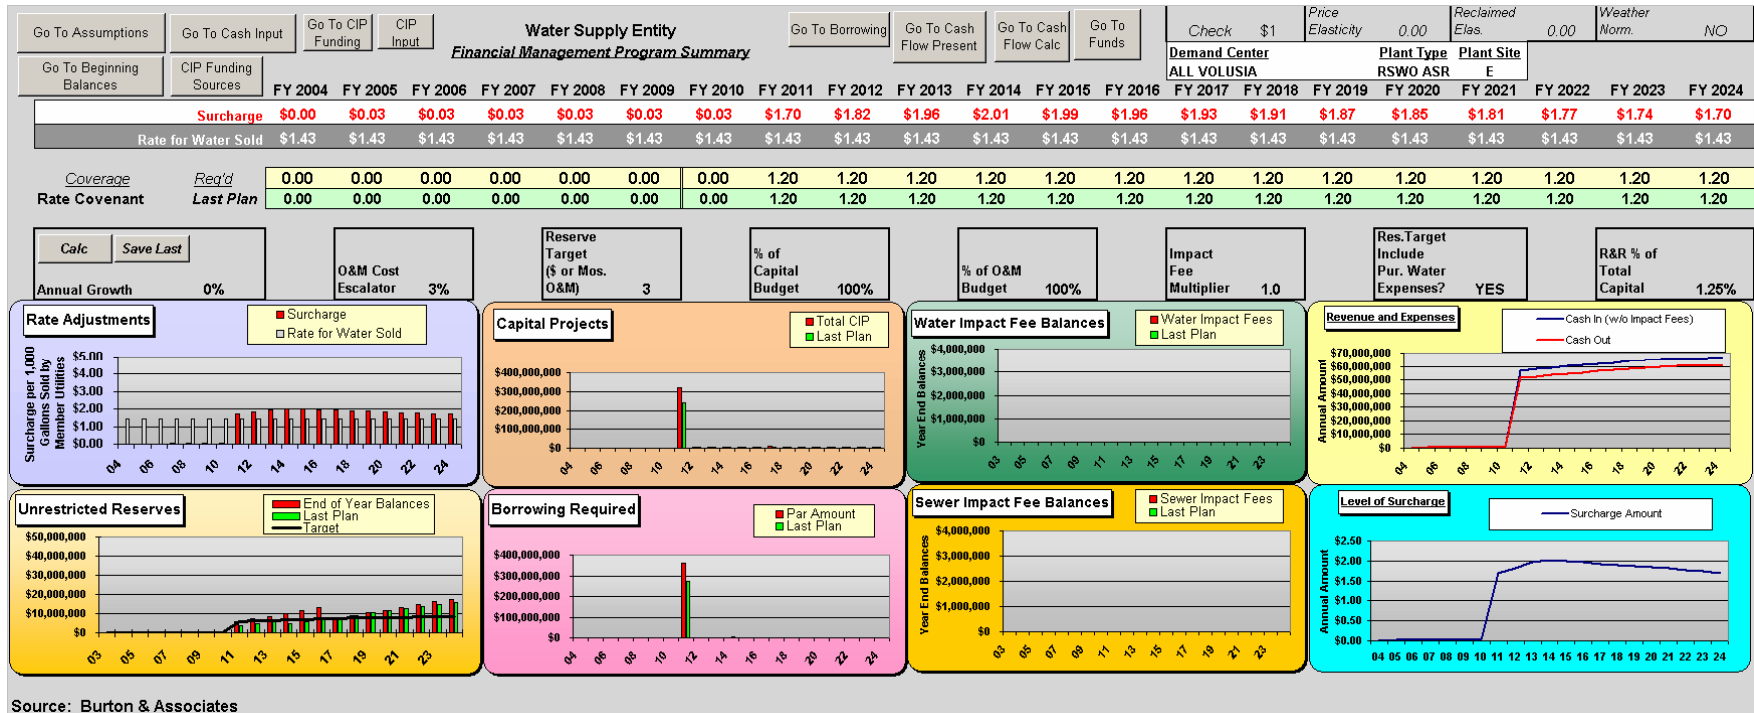 Go To Assumptions
Go To Cash Input
Go To CIP Funding
CIP Input
Water Supply Entity
Financial Management Program Summary
Go To Borrowing
Go To Cash Flow Present
Go To Cash Flow Calc
Go To Funds
Check $1
Price Elasticity 0.00
Reclaimed Elas. 0.00
Weather Norm. NO
Go To Beginning Balances
CIP Funding Sources
Demand Center Plant Type Plant Site
ALL VOLUSIA RSWO ASR E
FY 2004 FY 2005 FY 2006 FY 2007 FY 2008 FY 2009 FY 2010 FY 2011 FY 2012 FY 2013 FY 2014 FY 2015 FY 2016 FY 2017 FY 2018 FY 2019 FY 2020 FY 2021 FY 2022 FY 2023 FY 2024
Surcharge $0.00 $0.03 $0.03 $0.03 $0.03 $0.03 $0.03 $1.70 $1.82 $1.96 $2.01 $1.99 $1.96 $1.93 $1.91 $1.87 $1.85 $1.81 $1.77 $1.74 $1.70
Rate for Water Sold $1.43 $1.43 $1.43 $1.43 $1.43 $1.43 $1.43 $1.43 $1.43 $1.43 $1.43 $1.43 $1.43 $1.43 $1.43 $1.43 $1.43 $1.43 $1.43 $1.43 $1.43
Coverage Req'd 0.00 0.00 0.00 0.00 0.00 0.00 0.00 1.20 1.20 1.20 1.20 1.20 1.20 1.20 1.20 1.20 1.20 1.20 1.20 1.20 1.20
Rate Covenant Last Plan 0.00 0.00 0.00 0.00 0.00 0.00 0.00 1.20 1.20 1.20 1.20 1.20 1.20 1.20 1.20 1.20 1.20 1.20 1.20 1.20 1.20
Calc Save Last
Annual Growth 0%
O&M Cost
Escalator 3%
Reserve
Target
($ or Mos.
O&M) 3
% of
Capital
Budget 100%
% of O&M
Budget 100%
Impact
Fee
Multiplier 1.0
Res.Target
Include
Pur. Water
Expenses? YES
R&R % of
Total
Capital 1.25%
Rate Adjustments
Surcharge
Rate for Water Sold
Surcharge per 1,000
Gallons Sold by
Member Utilities
$5.00
$4.00
$3.00
$2.00
$1.00
$0.00
04 06 08 10 12 14 16 18 20 22 24
Capital Projects
Total CIP
Last Plan
$400,000,000
$300,000,000
$200,000,000
$100,000,000
$0
04 06 08 10 12 14 16 18 20 22 24
Water Impact Fee Balances
Water Impact Fees
Last Plan
Year End Balances
$4,000,000
$3,000,000
$2,000,000
$1,000,000
$0
03 05 07 09 11 13 15 17 19 21 23
Revenue and Expenses
Cash In (w/o Impact Fees)
Cash Out
Annual Amount
$70,000,000
$60,000,000
$50,000,000
$40,000,000
$30,000,000
$20,000,000
$10,000,000
$0
04 06 08 10 12 14 16 18 20 22 24
Unrestricted Reserves
End of Year Balances
Last Plan
Target
$50,000,000
$40,000,000
$30,000,000
$20,000,000
$10,000,000
$0
03 05 07 09 11 13 15 17 19 21 23
Borrowing Required
Par Amount
Last Plan
$400,000,000
$300,000,000
$200,000,000
$100,000,000
$0
04 06 08 10 12 14 16 18 20 22 24
Sewer Impact Fee Balances
Sewer Impact Fees
Last Plan
Year End Balances
$4,000,000
$3,000,000
$2,000,000
$1,000,000
$0
03 05 07 09 11 13 15 17 19 21 23
Level of Surcharge
Surcharge Amount
Annual Amount
$2.50
$2.00
$1.50
$1.00
$0.50
$0.00
04 05 06 07 08 09 10 11 12 13 14 15 16 17 18 19 20 21 22 23 24
Source: Burton & Associates